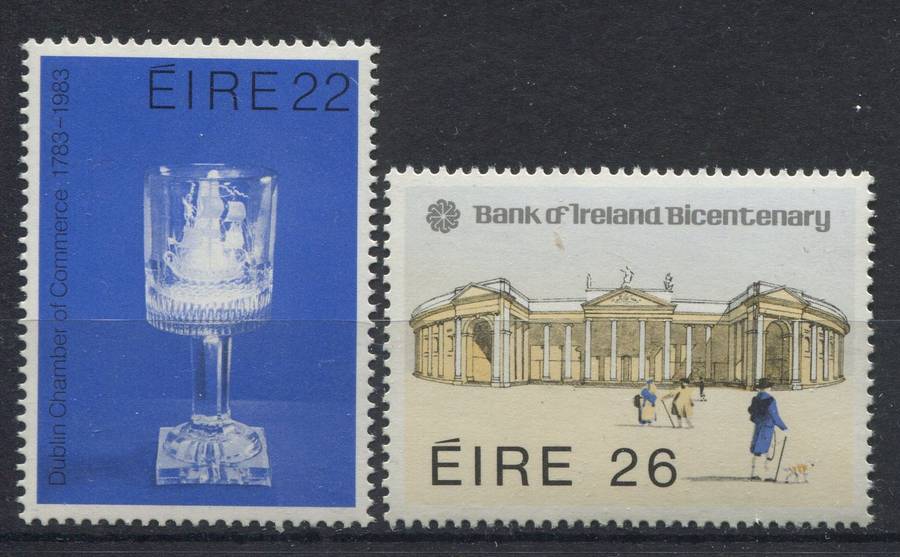 ÉIRE 22
Dublin Chamber of Commerce 1783–1983
Bank of Ireland Bicentenary
ÉIRE 26